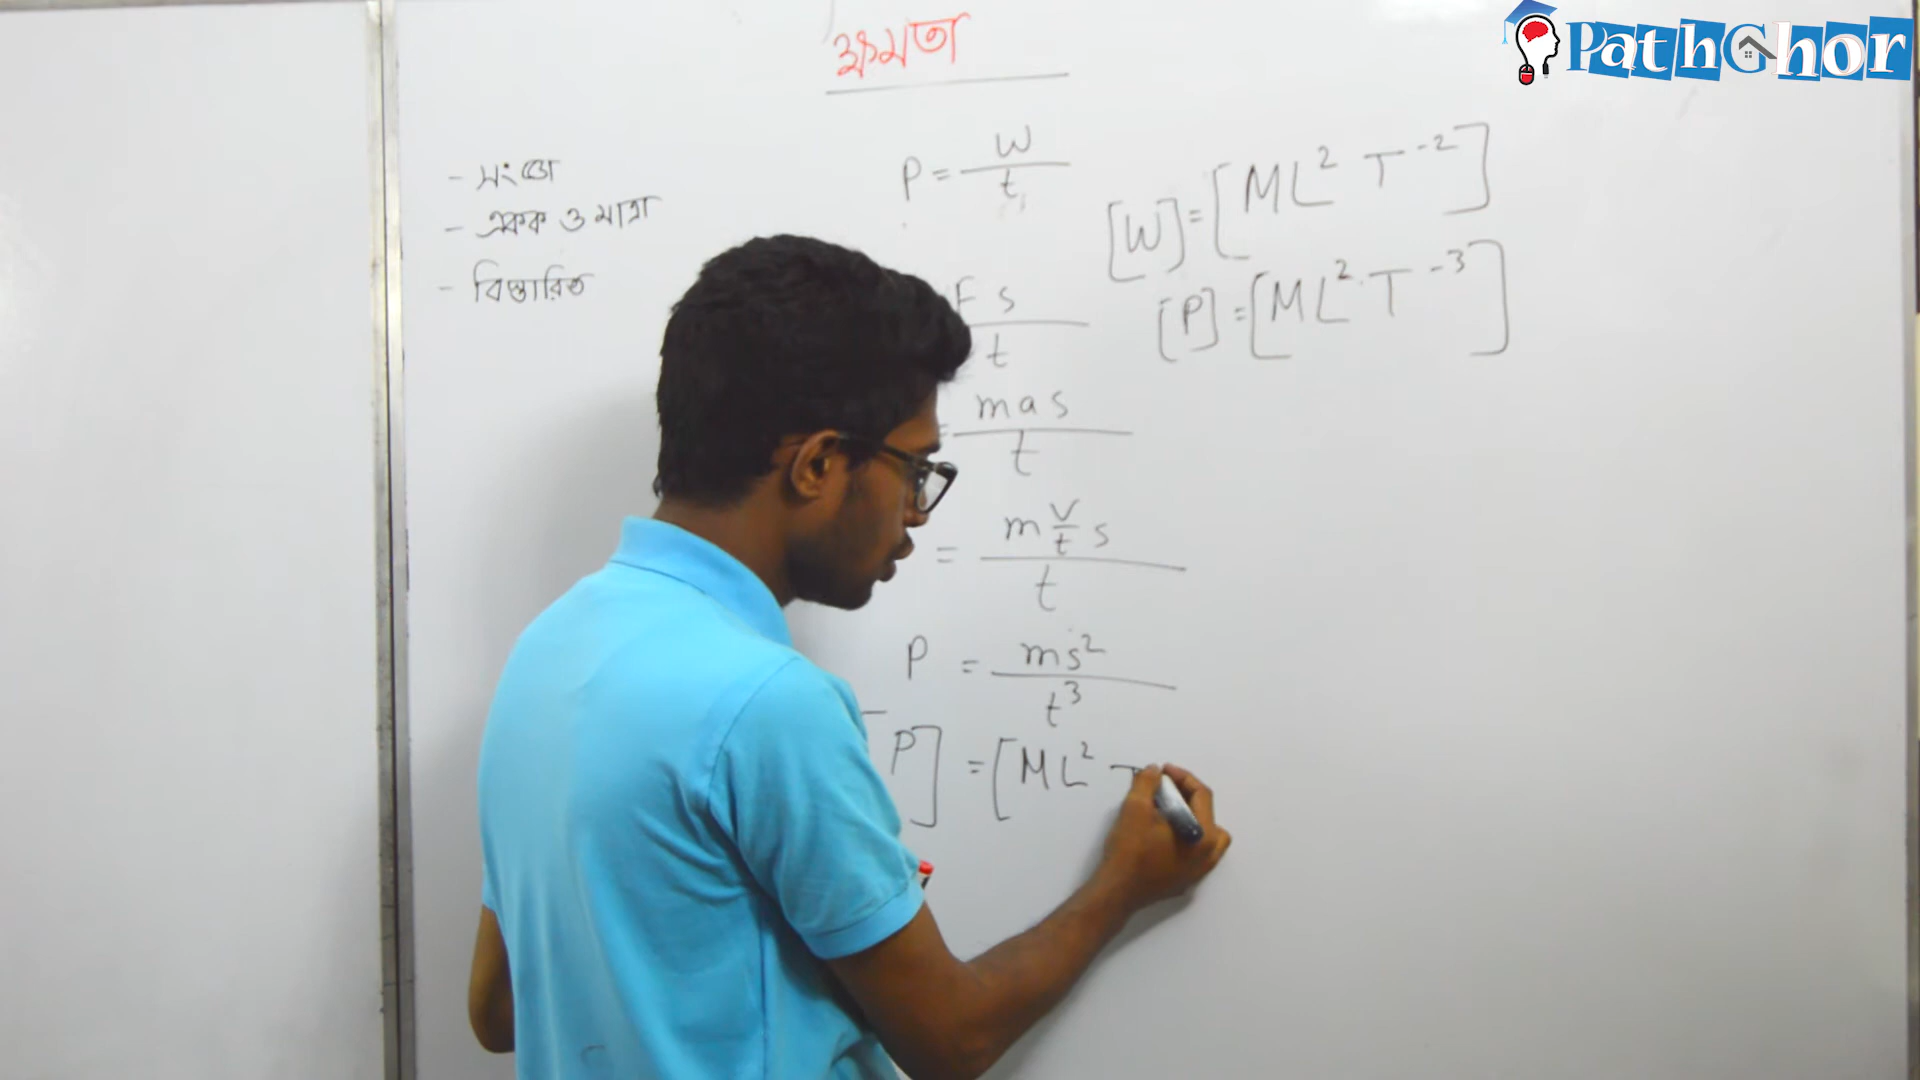 PathGhor
ক্ষমতা
- সংজ্ঞা
- একক ও মাত্রা
- বিস্তারিত
P = W/t
F s/t
= mas/t
= m v/t s/t
P = ms²/t³
[P] = [ML² T
[W] = [ML² T⁻²]
[P] = [ML² T⁻³]